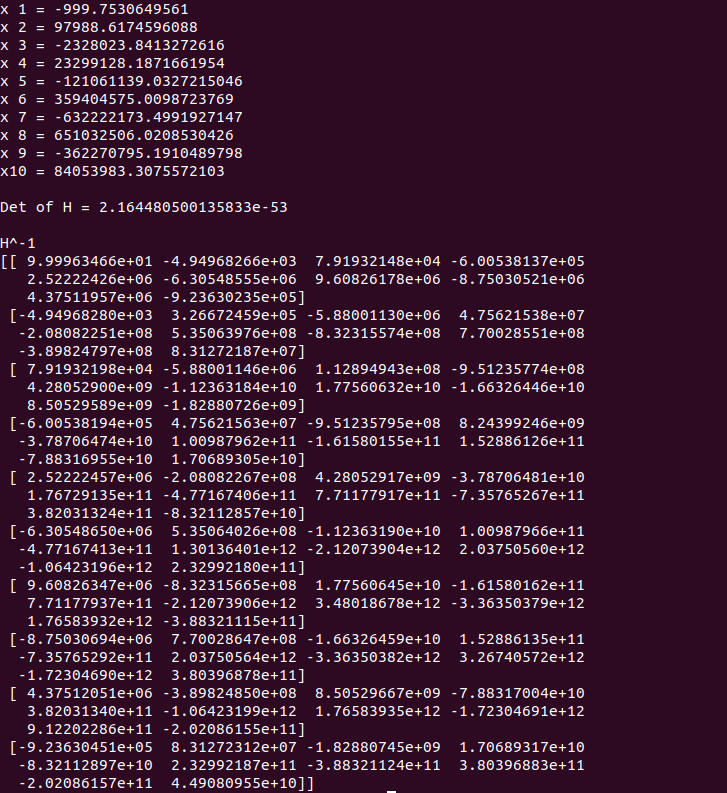 x 1 = -999.7530649561
x 2 = 97988.6174596088
x 3 = -2328023.8413272616
x 4 = 23299128.1871661954
x 5 = -121061139.0327215046
x 6 = 359404575.0098723769
x 7 = -632222173.4991927147
x 8 = 651032506.0208530426
x 9 = -362270795.1910489798
x10 = 84053983.3075572103
Det of H = 2.164480500135833e-53
H^-1
[[ 9.99963466e+01 -4.94968266e+03  7.91932148e+04 -6.00538137e+05
   2.52222426e+06 -6.30548555e+06  9.60826178e+06 -8.75030521e+06
   4.37511957e+06 -9.23630235e+05]
 [-4.94968280e+03  3.26672459e+05 -5.88001130e+06  4.75621538e+07
  -2.08082251e+08  5.35063976e+08 -8.32315574e+08  7.70028551e+08
  -3.89824797e+08  8.31272187e+07]
 [ 7.91932198e+04 -5.88001146e+06  1.12894943e+08 -9.51235774e+08
   4.28052900e+09 -1.12363184e+10  1.77560632e+10 -1.66326446e+10
   8.50529589e+09 -1.82880726e+09]
 [-6.00538194e+05  4.75621563e+07 -9.51235795e+08  8.24399246e+09
  -3.78706474e+10  1.00987962e+11 -1.61580155e+11  1.52886126e+11
  -7.88316955e+10  1.70689305e+10]
 [ 2.52222457e+06 -2.08082267e+08  4.28052917e+09 -3.78706481e+10
   1.76729135e+11 -4.77167406e+11  7.71177917e+11 -7.35765267e+11
   3.82031324e+11 -8.32112857e+10]
 [-6.30548650e+06  5.35064026e+08 -1.12363190e+10  1.00987966e+11
  -4.77167413e+11  1.30136401e+12 -2.12073904e+12  2.03750560e+12
  -1.06423196e+12  2.32992180e+11]
 [ 9.60826347e+06 -8.32315665e+08  1.77560645e+10 -1.61580162e+11
   7.71177937e+11 -2.12073906e+12  3.48018678e+12 -3.36350379e+12
   1.76583932e+12 -3.88321115e+11]
 [-8.75030694e+06  7.70028647e+08 -1.66326459e+10  1.52886135e+11
  -7.35765292e+11  2.03750564e+12 -3.36350382e+12  3.26740572e+12
  -1.72304690e+12  3.80396878e+11]
 [ 4.37512051e+06 -3.89824850e+08  8.50529667e+09 -7.88317004e+10
   3.82031340e+11 -1.06423199e+12  1.76583935e+12 -1.72304691e+12
   9.12202286e+11 -2.02086155e+11]
 [-9.23630451e+05  8.31272312e+07 -1.82880745e+09  1.70689317e+10
  -8.32112897e+10  2.32992187e+11 -3.88321124e+11  3.80396883e+11
  -2.02086157e+11  4.49080955e+10]]